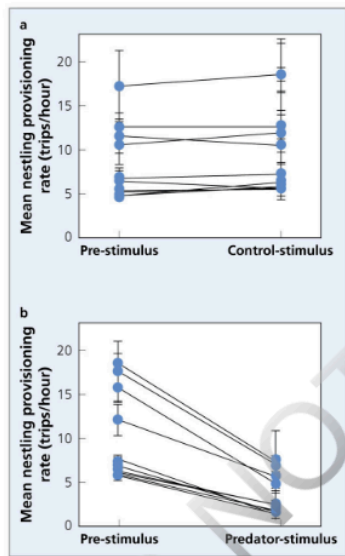 a
Mean nestling provisioning
rate (trips/hour)
20
15
10
5
0
Pre-stimulus Control-stimulus
b
Mean nestling provisioning
rate (trips/hour)
20
15
10
5
0
Pre-stimulus Predator-stimulus
NOT